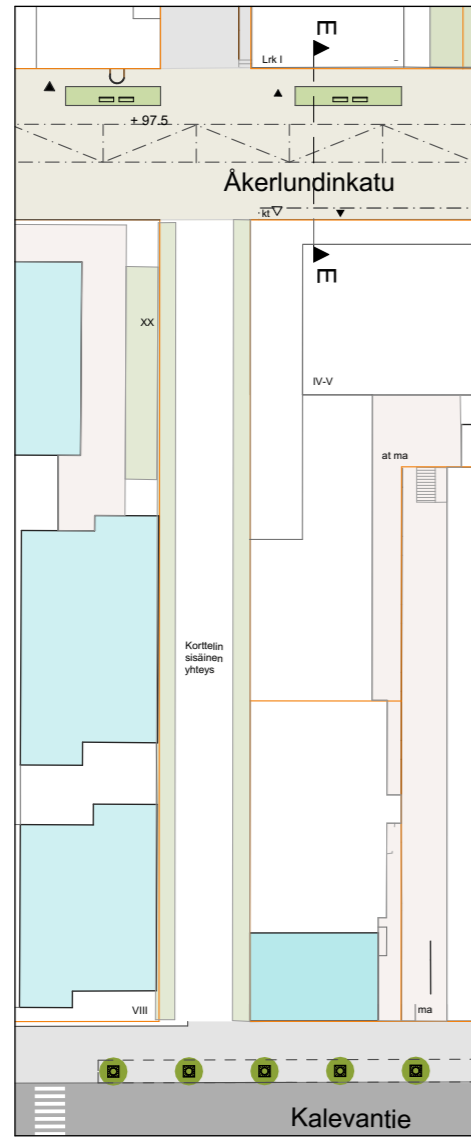 E
Lrk I
+ 97.5
Åkerlundinkatu
kt
E
XX
IV-V
at ma
Korttelin
sisäinen
yhteys
VIII
ma
Kalevantie